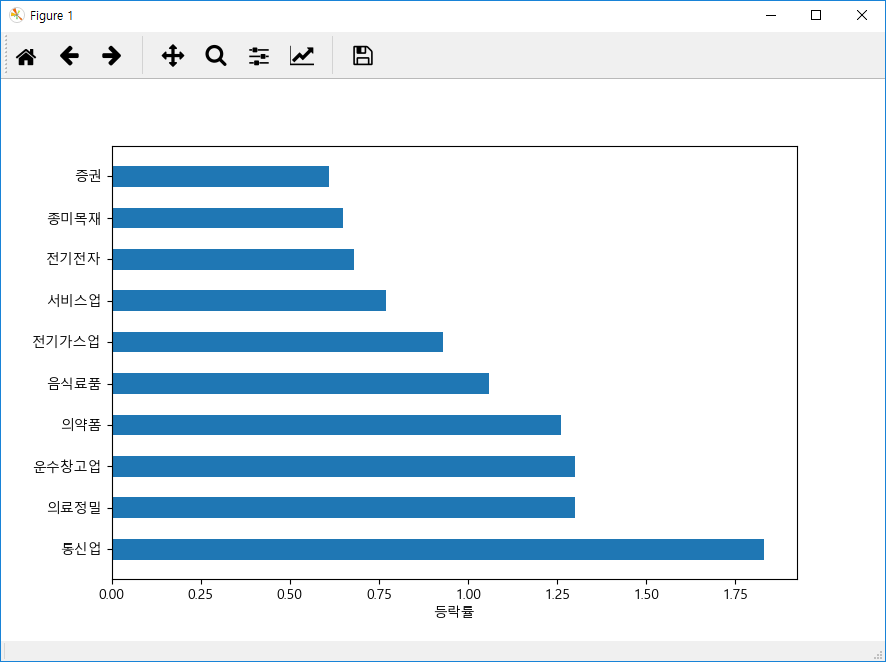 Figure 1
증권
종미목재
전기전자
서비스업
전기가스업
음식료품
의약폼
운수창고업
의료정밀
통신업
0.00 0.25 0.50 0.75 1.00 1.25 1.50 1.75
등락률